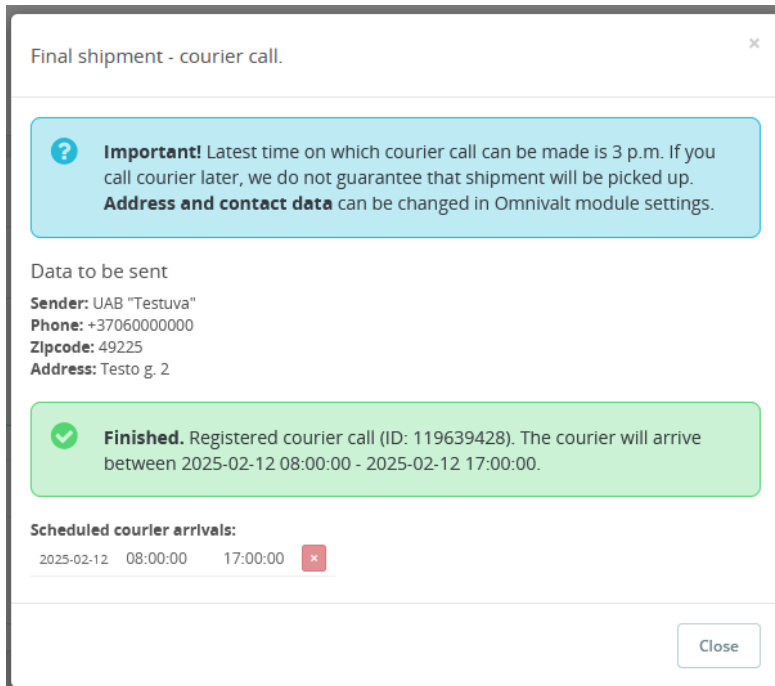 Final shipment - courier call.
×
Important! Latest time on which courier call can be made is 3 p.m. If you
call courier later, we do not guarantee that shipment will be picked up.
Address and contact data can be changed in Omnivalt module settings.
Data to be sent
Sender: UAB "Testuva"
Phone: +37060000000
Zipcode: 49225
Address: Testo g. 2
Finished. Registered courier call (ID: 119639428). The courier will arrive
between 2025-02-12 08:00:00 - 2025-02-12 17:00:00.
Scheduled courier arrivals:
2025-02-12 08:00:00 17:00:00 ×
Close